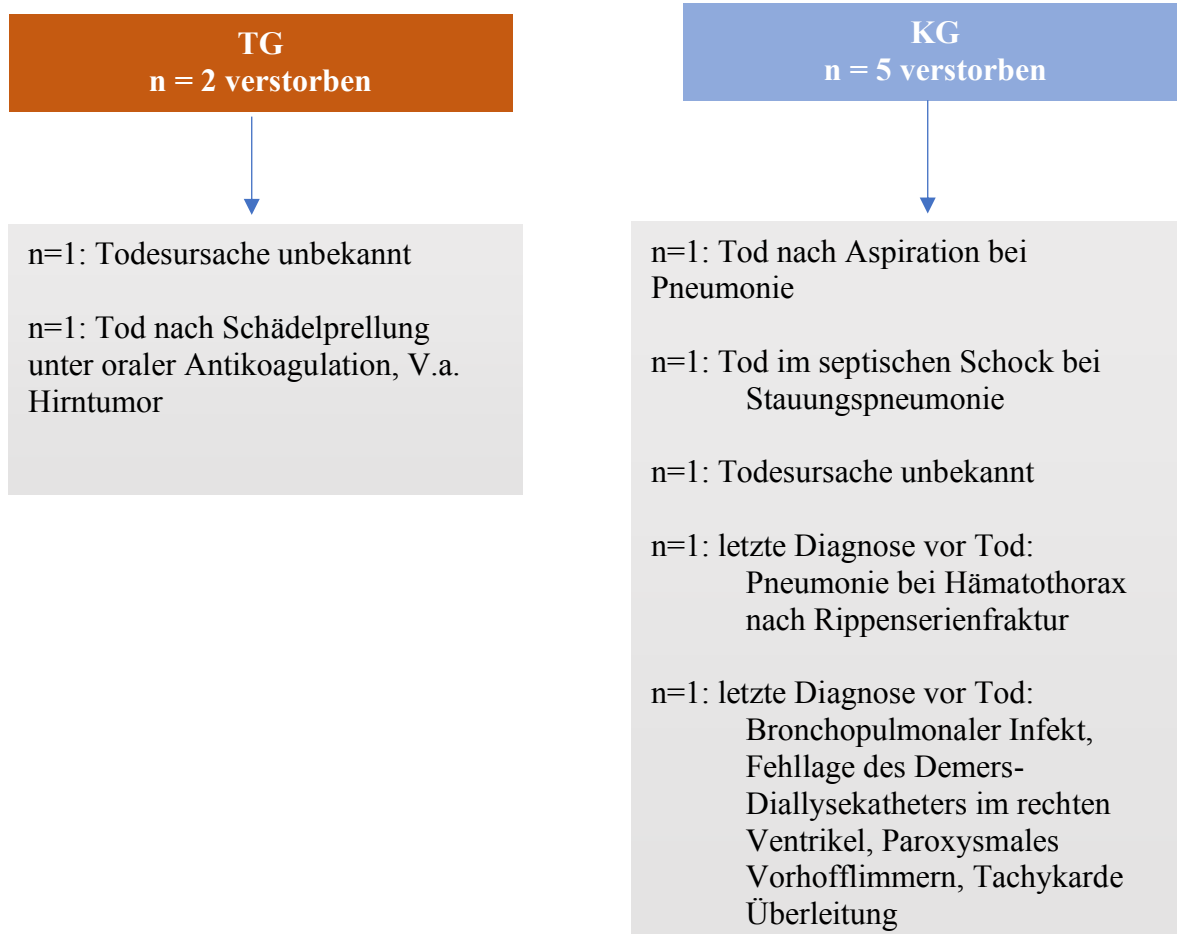 TG
n = 2 verstorben
n=1: Todesursache unbekannt
n=1: Tod nach Schädelprellung
unter oraler Antikoagulation, V.a.
Hirntumor
KG
n = 5 verstorben
n=1: Tod nach Aspiration bei
Pneumonie
n=1: Tod im septischen Schock bei
Stauungspneumonie
n=1: Todesursache unbekannt
n=1: letzte Diagnose vor Tod:
Pneumonie bei Hämatothorax
nach Rippenserienfraktur
n=1: letzte Diagnose vor Tod:
Bronchopulmonaler Infekt,
Fehllage des Demers-
Diallysekatheters im rechten
Ventrikel, Paroxysmales
Vorhofflimmern, Tachykarde
Überleitung